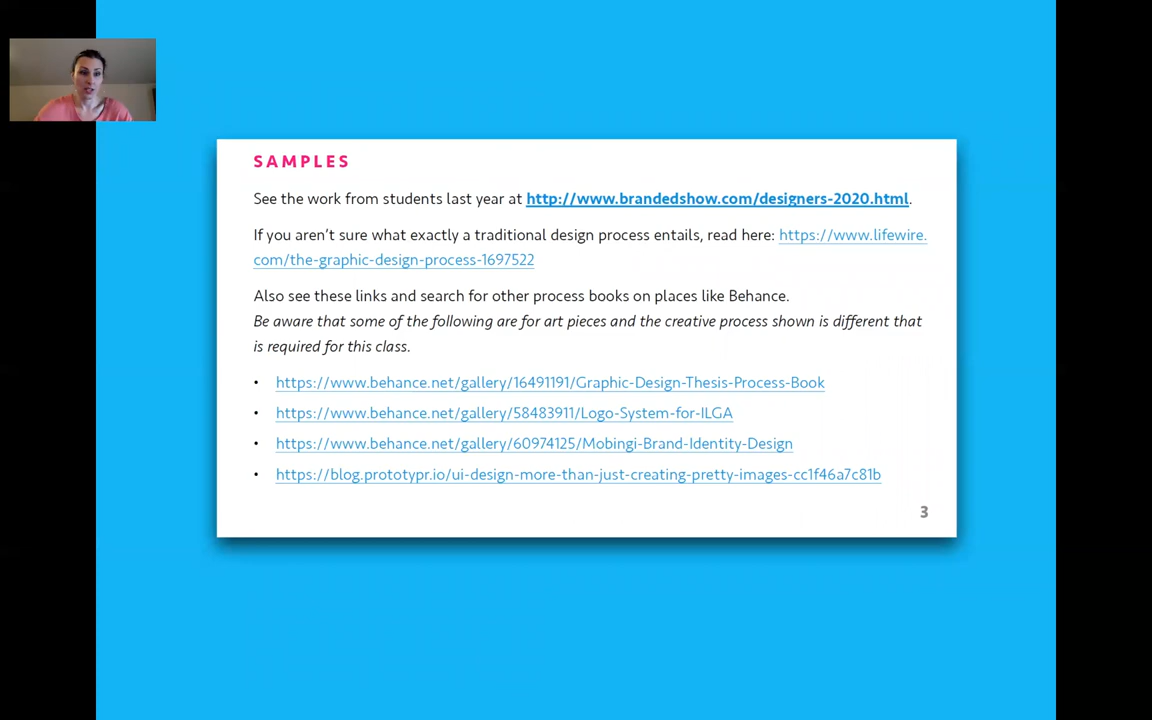 SAMPLES
See the work from students last year at http://www.brandedshow.com/designers-2020.html.
If you aren't sure what exactly a traditional design process entails, read here: https://www.lifewire.
com/the-graphic-design-process-1697522
Also see these links and search for other process books on places like Behance.
Be aware that some of the following are for art pieces and the creative process shown is different that
is required for this class.
• https://www.behance.net/gallery/16491191/Graphic-Design-Thesis-Process-Book
• https://www.behance.net/gallery/58483911/Logo-System-for-ILGA
• https://www.behance.net/gallery/60974125/Mobingi-Brand-Identity-Design
• https://blog.prototypr.io/ui-design-more-than-just-creating-pretty-images-cc1f46a7c81b
3